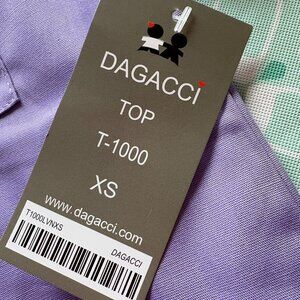 DAGACCI
TOP
T-1000
XS
www.dagacci.com
T1000LVNXS
DAGACCI